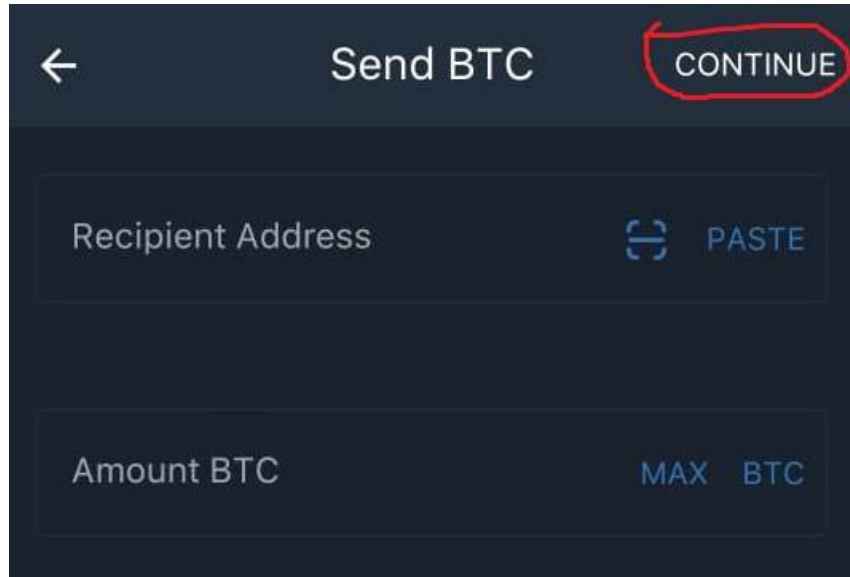 Send BTC CONTINUE
Recipient Address PASTE
Amount BTC MAX BTC